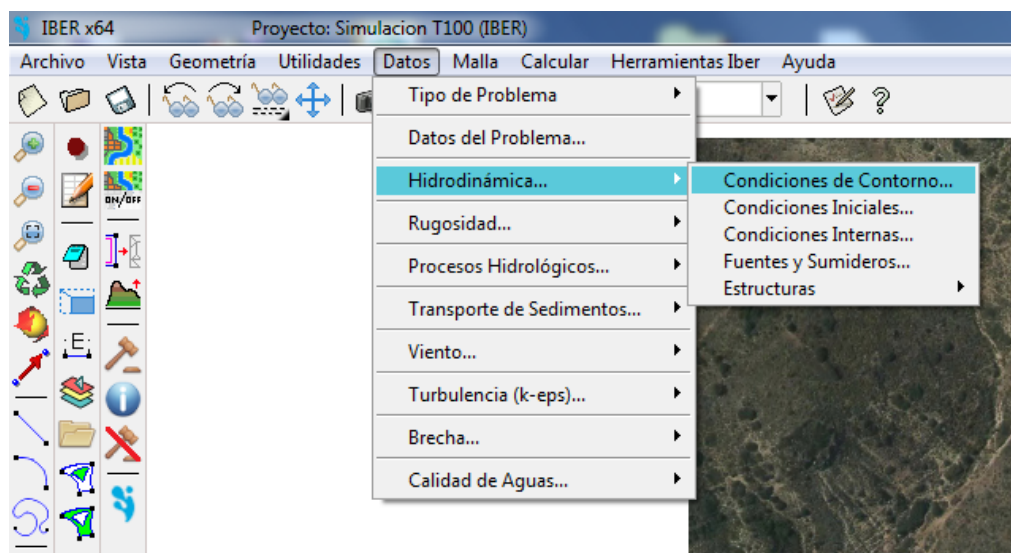 IBER x64 Proyecto: Simulacion T100 (IBER)
Archivo Vista Geometría Utilidades Datos Malla Calcular Herramientas Iber Ayuda
Tipo de Problema
Datos del Problema...
Hidrodinámica...
Condiciones de Contorno...
Condiciones Iniciales...
Condiciones Internas...
Fuentes y Sumideros...
Estructuras
Rugosidad...
Procesos Hidrológicos...
Transporte de Sedimentos...
Viento...
Turbulencia (k-eps)...
Brecha...
Calidad de Aguas...
ON/OFF
E